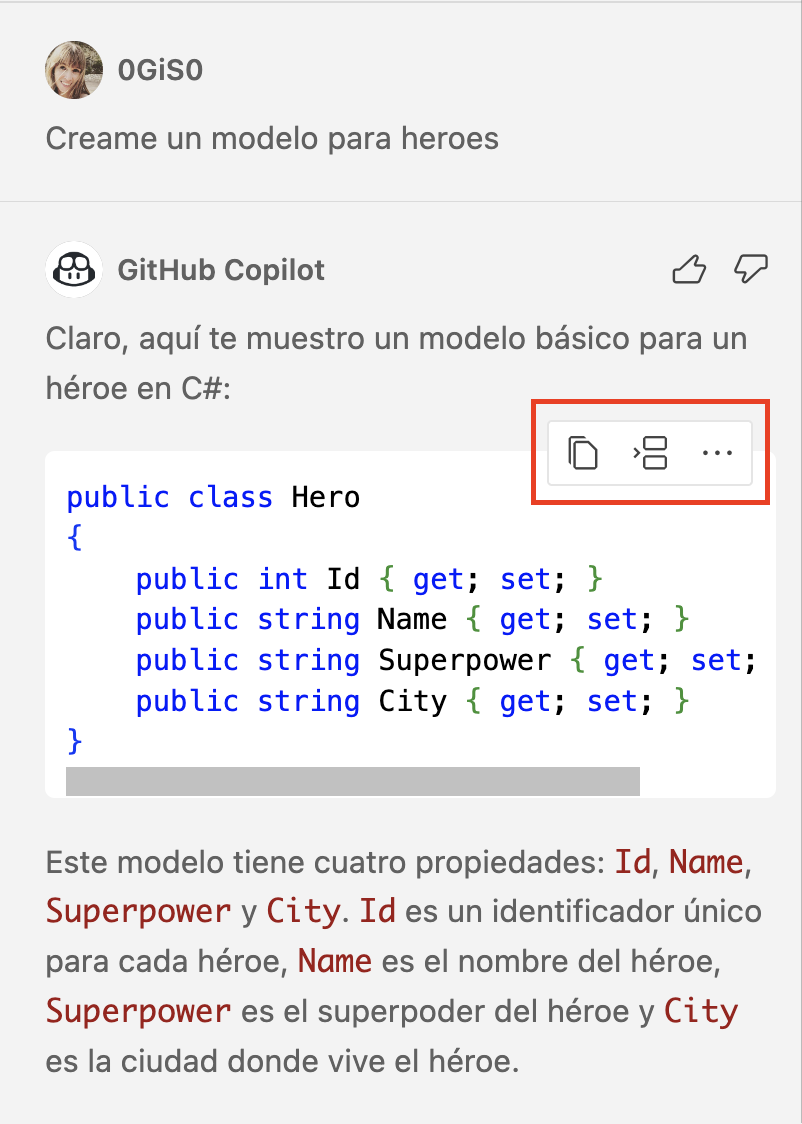 0GiS0
Creame un modelo para heroes
GitHub Copilot
Claro, aquí te muestro un modelo básico para un
héroe en C#:
public class Hero
{
    public int Id { get; set; }
    public string Name { get; set; }
    public string Superpower { get; set;
    public string City { get; set; }
}
Este modelo tiene cuatro propiedades: Id, Name,
Superpower y City. Id es un identificador único
para cada héroe, Name es el nombre del héroe,
Superpower es el superpoder del héroe y City
es la ciudad donde vive el héroe.